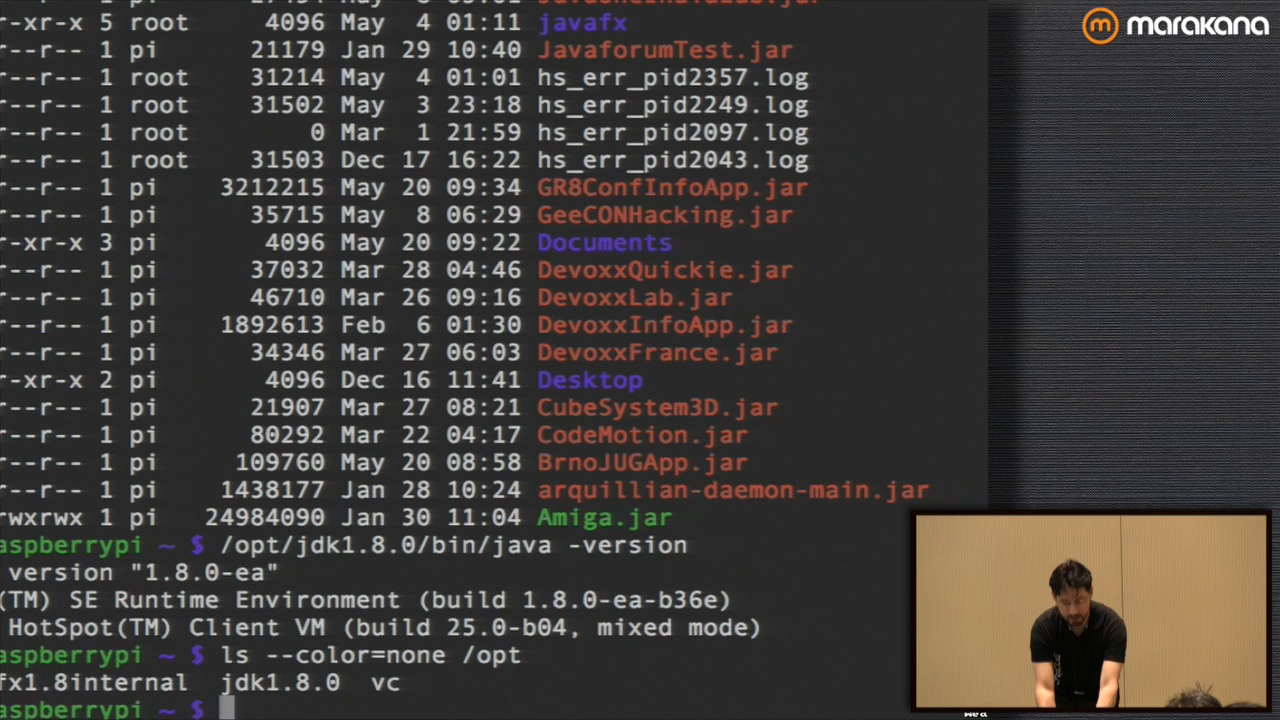 marakana
-xr-x 5 root 4096 May 4 01:11 javafx
r--r-- 1 pi 21179 Jan 29 10:40 JavaforumTest.jar
r--r-- 1 root 31214 May 4 01:01 hs_err_pid2357.log
r--r-- 1 root 31502 May 3 23:18 hs_err_pid2249.log
r--r-- 1 root 0 Mar 1 21:59 hs_err_pid2097.log
r--r-- 1 root 31503 Dec 17 16:22 hs_err_pid2043.log
r--r-- 1 pi 3212215 May 20 09:34 GR8ConfInfoApp.jar
r--r-- 1 pi 35715 May 8 06:29 GeeCONHacking.jar
r-xr-x 3 pi 4096 May 20 09:22 Documents
r--r-- 1 pi 37032 Mar 28 04:46 DevoxxQuickie.jar
r--r-- 1 pi 46710 Mar 26 09:16 DevoxxLab.jar
r--r-- 1 pi 1892613 Feb 6 01:30 DevoxxInfoApp.jar
r--r-- 1 pi 34346 Mar 27 06:03 DevoxxFrance.jar
r-xr-x 2 pi 4096 Dec 16 11:41 Desktop
r--r-- 1 pi 21907 Mar 27 08:21 CubeSystem3D.jar
r--r-- 1 pi 80292 Mar 22 04:17 CodeMotion.jar
r--r-- 1 pi 109760 May 20 08:58 BrnoJUGApp.jar
r--r-- 1 pi 1438177 Jan 28 10:24 arquillian-daemon-main.jar
rwxrwx 1 pi 24984090 Jan 30 11:04 Amiga.jar
aspberrypi ~ $ /opt/jdk1.8.0/bin/java -version
version "1.8.0-ea"
(TM) SE Runtime Environment (build 1.8.0-ea-b36e)
HotSpot(TM) Client VM (build 25.0-b04, mixed mode)
aspberrypi ~ $ ls --color=none /opt
fx1.8internal jdk1.8.0 vc
aspberrypi ~ $